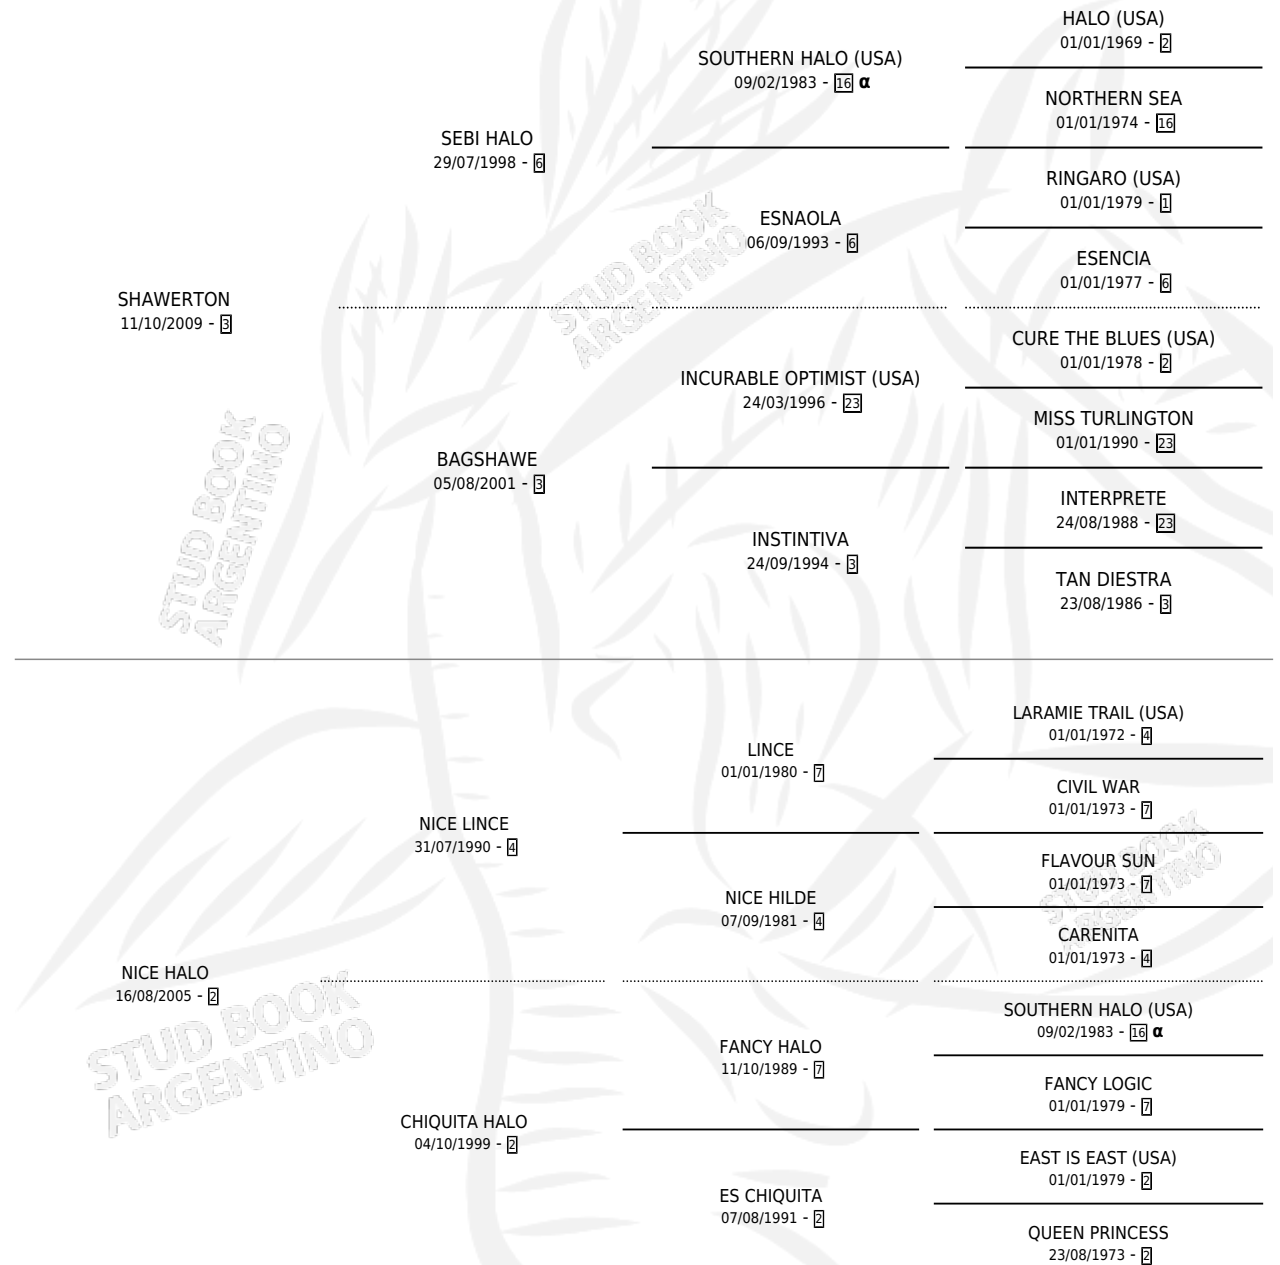 HALO (USA)
01/01/1969 - 2
SOUTHERN HALO (USA)
09/02/1983 - 16 α
NORTHERN SEA
01/01/1974 - 16
SEBI HALO
29/07/1998 - 6
RINGARO (USA)
01/01/1979 - 1
ESNAOLA
06/09/1993 - 6
ESENCIA
01/01/1977 - 6
STUD BOOK
ARGENTINO
SHAWERTON
11/10/2009 - 3
CURE THE BLUES (USA)
01/01/1978 - 2
INCURABLE OPTIMIST (USA)
24/03/1996 - 23
MISS TURLINGTON
01/01/1990 - 23
BAGSHAWE
05/08/2001 - 3
INTERPRETE
24/08/1988 - 23
INSTINTIVA
24/09/1994 - 3
TAN DIESTRA
23/08/1986 - 3
STUD BOOK
ARGENTINO
LARAMIE TRAIL (USA)
01/01/1972 - 4
LINCE
01/01/1980 - 7
CIVIL WAR
01/01/1973 - 7
NICE LINCE
31/07/1990 - 4
FLAVOUR SUN
01/01/1973 - 7
NICE HILDE
07/09/1981 - 4
CARENITA
01/01/1973 - 4
STUD BOOK
ARGENTINO
NICE HALO
16/08/2005 - 2
SOUTHERN HALO (USA)
09/02/1983 - 16 α
FANCY HALO
11/10/1989 - 7
FANCY LOGIC
01/01/1979 - 7
CHIQUITA HALO
04/10/1999 - 2
EAST IS EAST (USA)
01/01/1979 - 2
ES CHIQUITA
07/08/1991 - 2
QUEEN PRINCESS
23/08/1973 - 2
STUD BOOK
ARGENTINO